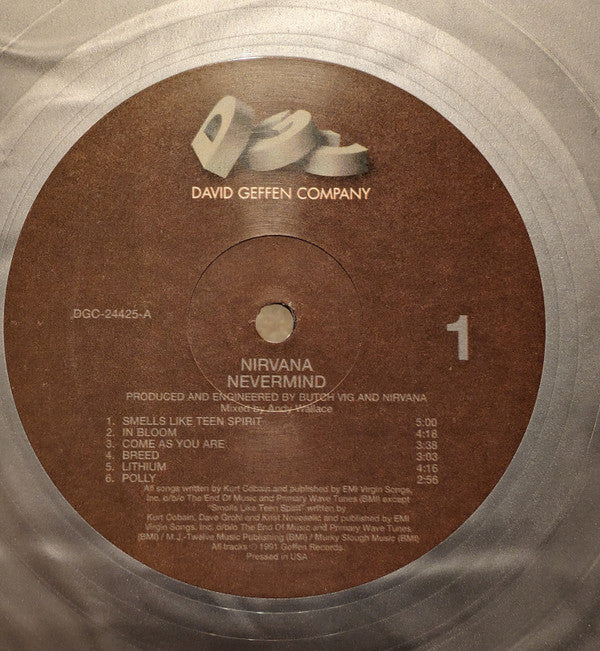 DGC
DAVID GEFFEN COMPANY
DGC-24425-A
1
NIRVANA
NEVERMIND
PRODUCED AND ENGINEERED BY BUTCH VIG AND NIRVANA
Mixed by Andy Wallace
1. SMELLS LIKE TEEN SPIRIT 5:00
2. IN BLOOM 4:18
3. COME AS YOU ARE 3:38
4. BREED 3:03
5. LITHIUM 4:16
6. POLLY 2:56
All songs written by Kurt Cobain and published by EMI Virgin Songs,
Inc. o/b/o The End Of Music and Primary Wave Tunes (BMI) except
"Smells Like Teen Spirit" written by
Kurt Cobain, Dave Grohl and Krist Novoselic and published by EMI
Virgin Songs, Inc. o/b/o The End Of Music and Primary Wave Tunes
(BMI) / M.J.-Twelve Music Publishing (BMI) / Murky Slough Music (BMI)
All tracks ℗ 1991 Geffen Records.
Pressed in USA